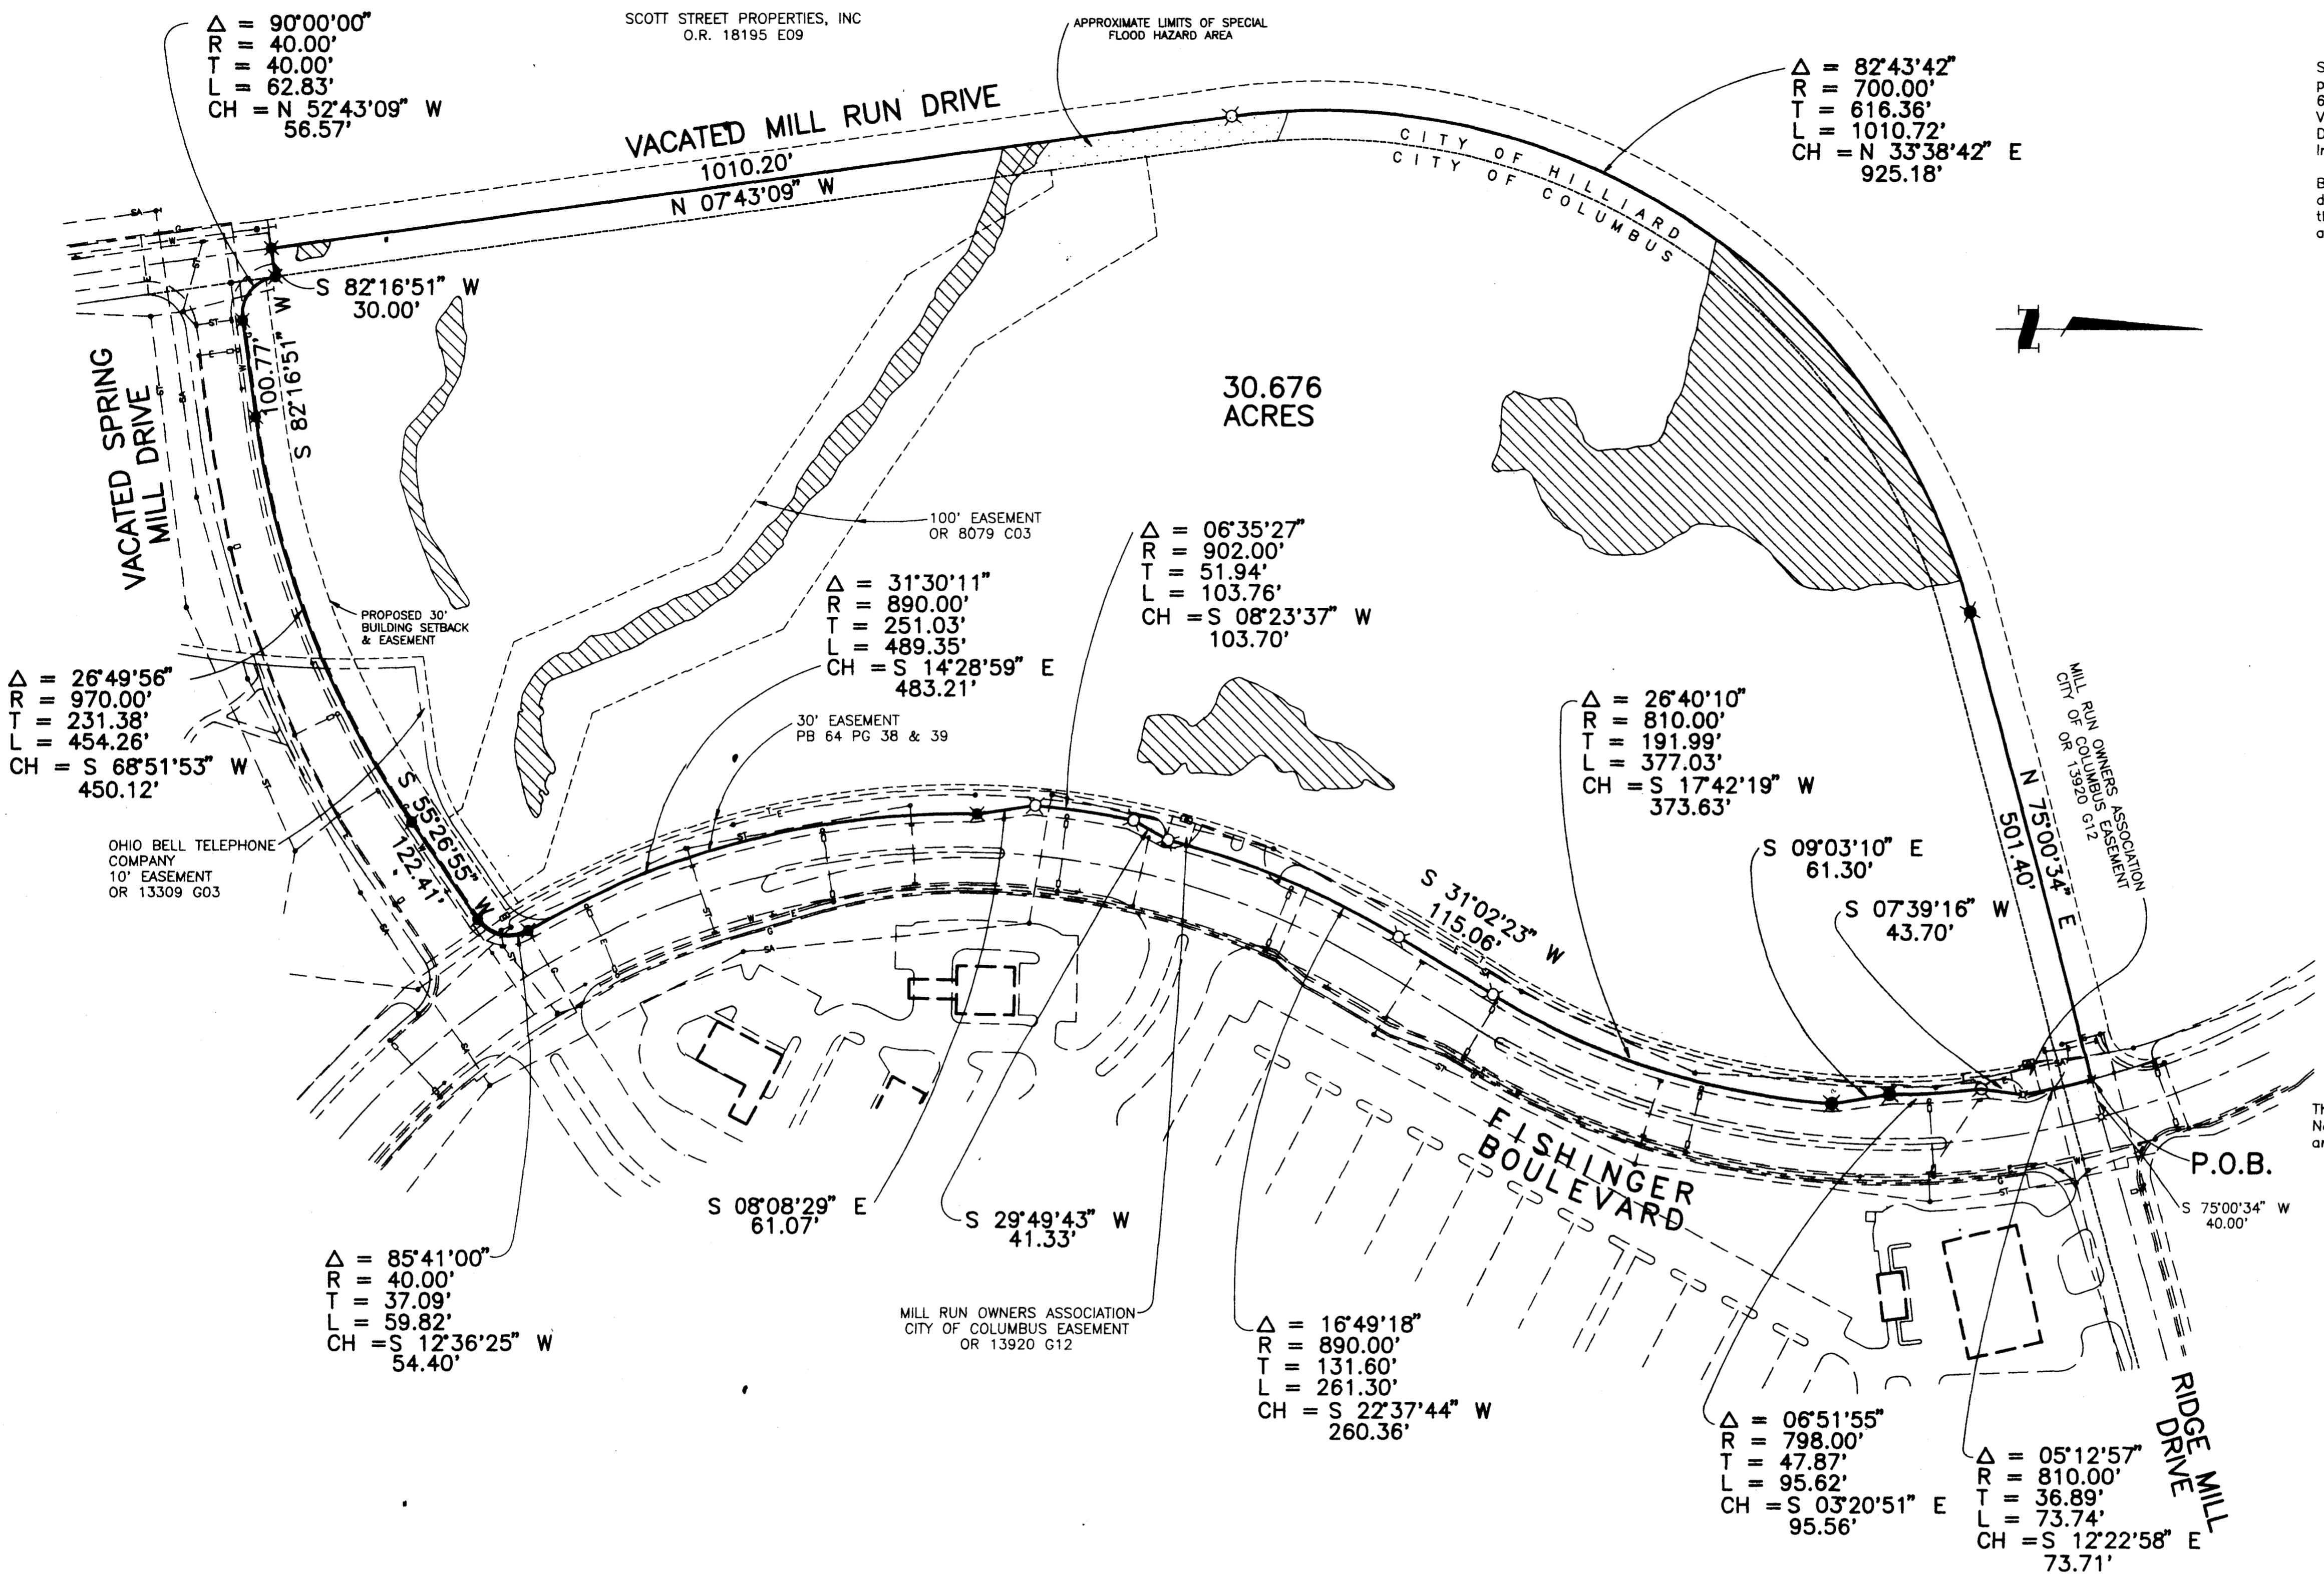 Δ = 90°00'00"
R = 40.00'
T = 40.00'
L = 62.83'
CH = N 52°43'09" W
56.57'
SCOTT STREET PROPERTIES, INC
O.R. 18195 E09
APPROXIMATE LIMITS OF SPECIAL
FLOOD HAZARD AREA
Δ = 82°43'42"
R = 700.00'
T = 616.36'
L = 1010.72'
CH = N 33°38'42" E
925.18'
VACATED MILL RUN DRIVE
1010.20'
N 07°43'09" W
CITY OF HILLIARD
CITY OF COLUMBUS
S 82°16'51" W
30.00'
100.77'
S 82°16'51" W
VACATED SPRING
MILL DRIVE
30.676
ACRES
N
100' EASEMENT
OR 8079 C03
PROPOSED 30'
BUILDING SETBACK
& EASEMENT
Δ = 31°30'11"
R = 890.00'
T = 251.03'
L = 489.35'
CH = S 14°28'59" E
483.21'
Δ = 06°35'27"
R = 902.00'
T = 51.94'
L = 103.76'
CH = S 08°23'37" W
103.70'
30' EASEMENT
PB 64 PG 38 & 39
Δ = 26°49'56"
R = 970.00'
T = 231.38'
L = 454.26'
CH = S 68°51'53" W
450.12'
Δ = 26°40'10"
R = 810.00'
T = 191.99'
L = 377.03'
CH = S 17°42'19" W
373.63'
MILL RUN OWNERS ASSOCIATION
CITY OF COLUMBUS EASEMENT
OR 13920 G12
N 75°00'34" E
501.40'
S 55°26'55" W
122.41'
OHIO BELL TELEPHONE
COMPANY
10' EASEMENT
OR 13309 G03
S 31°02'23" W
115.06'
S 09°03'10" E
61.30'
S 07°39'16" W
43.70'
FISHINGER
BOULEVARD
P.O.B.
S 75°00'34" W
40.00'
S 08°08'29" E
61.07'
S 29°49'43" W
41.33'
Δ = 85°41'00"
R = 40.00'
T = 37.09'
L = 59.82'
CH = S 12°36'25" W
54.40'
MILL RUN OWNERS ASSOCIATION
CITY OF COLUMBUS EASEMENT
OR 13920 G12
Δ = 16°49'18"
R = 890.00'
T = 131.60'
L = 261.30'
CH = S 22°37'44" W
260.36'
Δ = 06°51'55"
R = 798.00'
T = 47.87'
L = 95.62'
CH = S 03°20'51" E
95.56'
Δ = 05°12'57"
R = 810.00'
T = 36.89'
L = 73.74'
CH = S 12°22'58" E
73.71'
RIDGE MILL
DRIVE